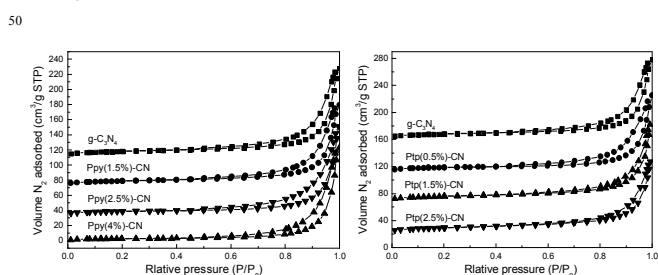 50
240
220
200
180
160
140
120
100
80
60
40
20
0
Volume N2 adsorbed (cm3/g STP)
g-C3N4
Ppy(1.5%)-CN
Ppy(2.5%)-CN
Ppy(4%)-CN
0.0 0.2 0.4 0.6 0.8 1.0
Rlative pressure (P/P0)
280
240
200
160
120
80
40
0
Volume N2 adsorbed (cm3/g STP)
g-C3N4
Ptp(0.5%)-CN
Ptp(1.5%)-CN
Ptp(2.5%)-CN
0.0 0.2 0.4 0.6 0.8 1.0
Rlative pressure (P/P0)